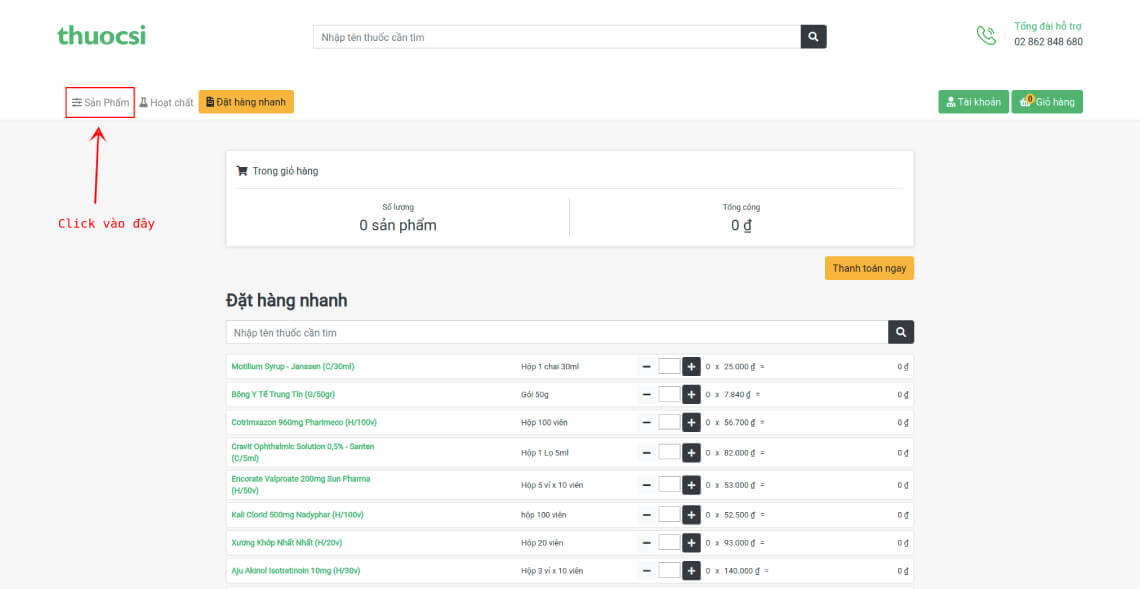 thuocsi
Nhập tên thuốc cần tìm
Tổng đài hỗ trợ
02 862 848 680
Sản Phẩm
Hoạt chất
Đặt hàng nhanh
Tài khoản
0
Giỏ hàng
Click vào đây
Trong giỏ hàng
Số lượng
0 sản phẩm
Tổng cộng
0 ₫
Thanh toán ngay
Đặt hàng nhanh
Nhập tên thuốc cần tìm
Motilium Syrup - Janssen (C/30ml) Hộp 1 chai 30ml − + 0 x 25.000 ₫ = 0 ₫
Bông Y Tế Trung Tín (G/50gr) Gói 50g − + 0 x 7.840 ₫ = 0 ₫
Cotrimxazon 960mg Pharimeco (H/100v) Hộp 100 viên − + 0 x 56.700 ₫ = 0 ₫
Cravit Ophthalmic Solution 0,5% - Santen
(C/5ml) Hộp 1 Lọ 5ml − + 0 x 82.000 ₫ = 0 ₫
Encorate Valproate 200mg Sun Pharma
(H/50v) Hộp 5 vỉ x 10 viên − + 0 x 53.000 ₫ = 0 ₫
Kali Clorid 500mg Nadyphar (H/100v) hộp 100 viên − + 0 x 52.500 ₫ = 0 ₫
Xương Khớp Nhất Nhất (H/20v) Hộp 20 viên − + 0 x 93.000 ₫ = 0 ₫
Aju Akinol Isotretinoin 10mg (H/30v) Hộp 3 vỉ x 10 viên − + 0 x 140.000 ₫ = 0 ₫